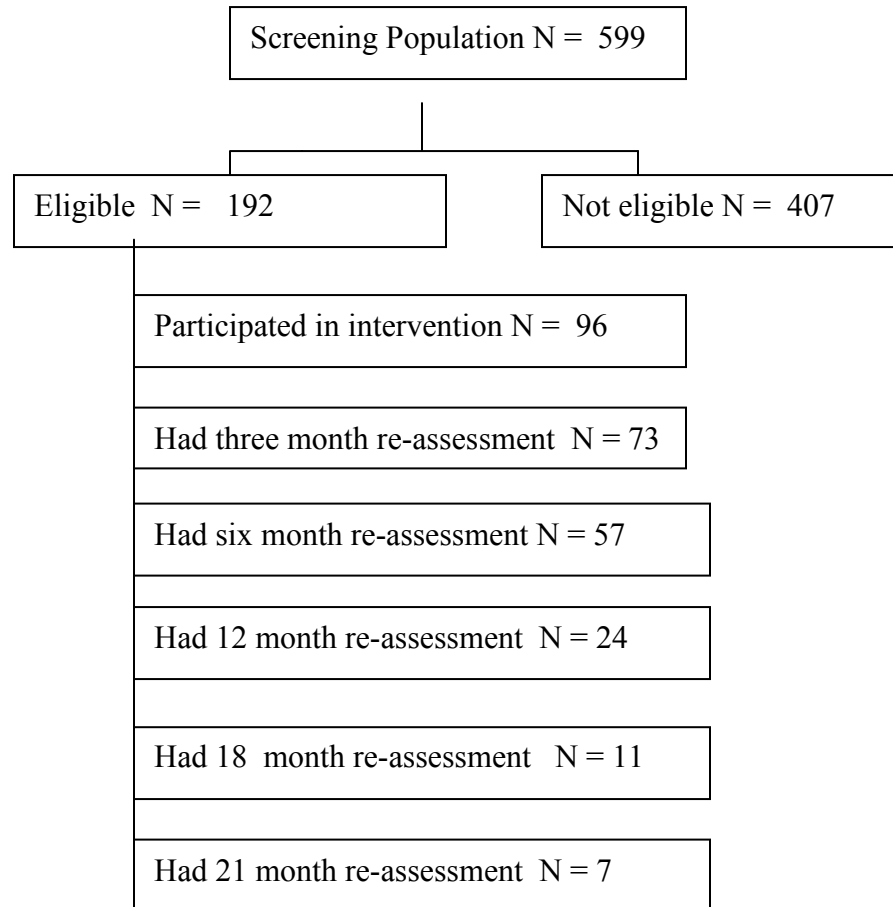 Screening Population N = 599
Eligible N = 192
Not eligible N = 407
Participated in intervention N = 96
Had three month re-assessment N = 73
Had six month re-assessment N = 57
Had 12 month re-assessment N = 24
Had 18 month re-assessment N = 11
Had 21 month re-assessment N = 7